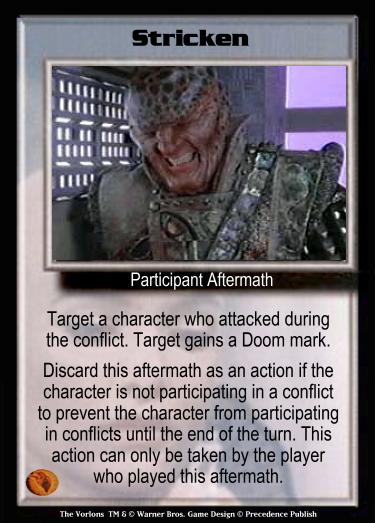 Stricken
Participant Aftermath
Target a character who attacked during
the conflict. Target gains a Doom mark.
Discard this aftermath as an action if the
character is not participating in a conflict
to prevent the character from participating
in conflicts until the end of the turn. This
action can only be taken by the player
who played this aftermath.
The Vorlons TM & © Warner Bros. Game Design © Precedence Publish